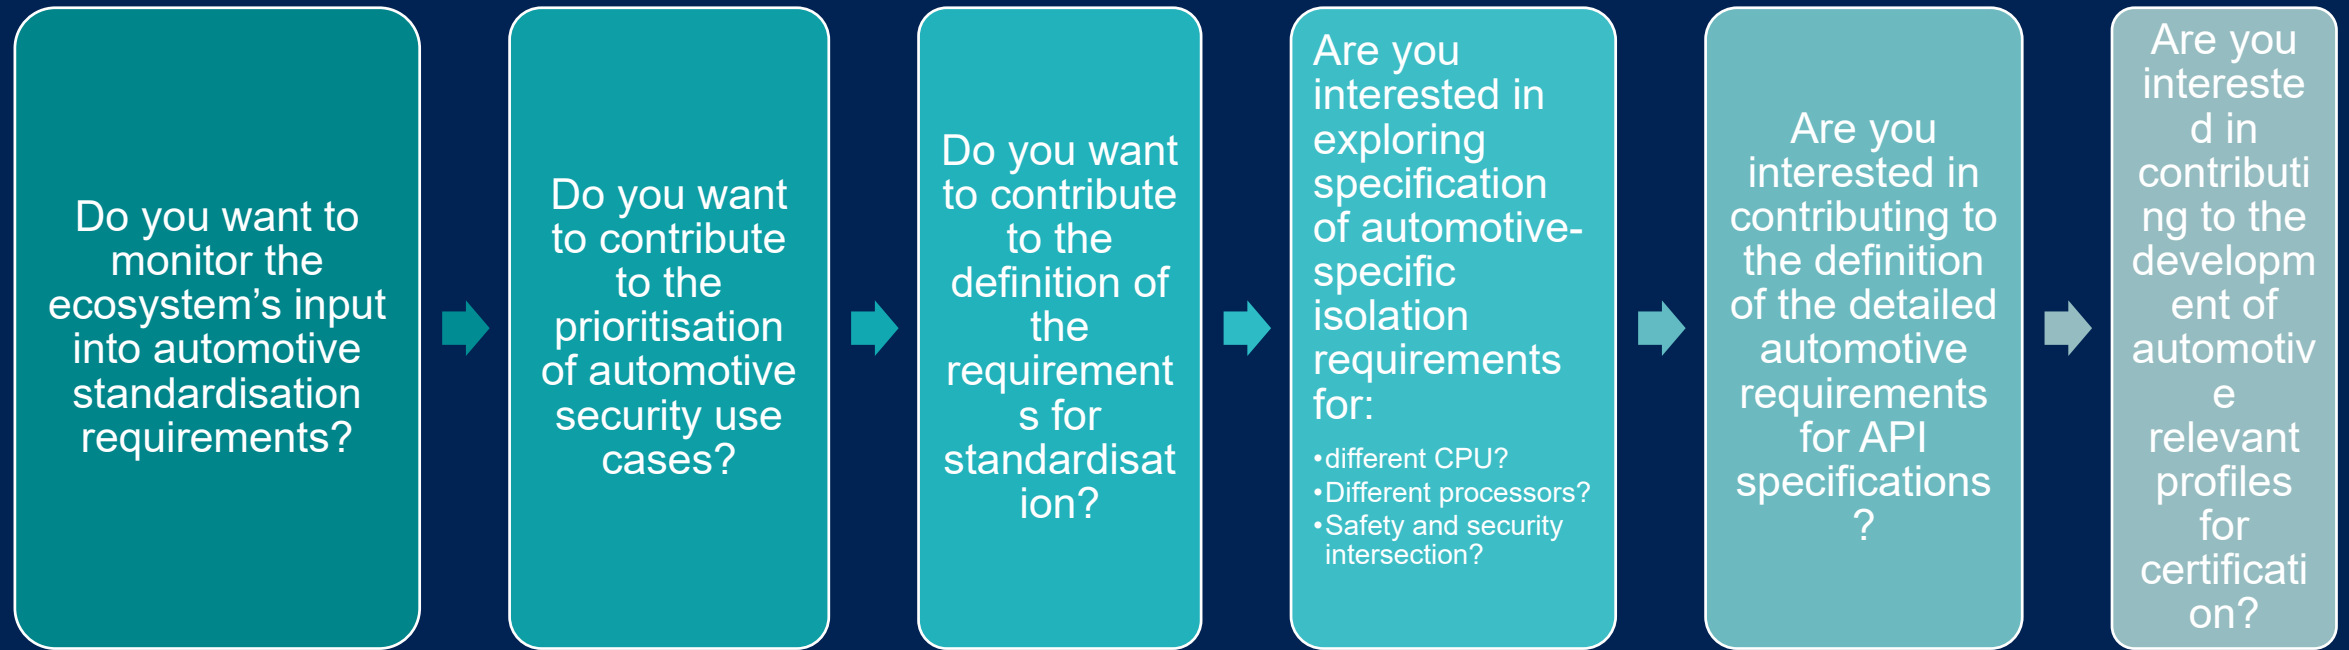 Do you want to
monitor the
ecosystem’s input
into automotive
standardisation
requirements?
Do you want
to contribute
to the
prioritisation
of automotive
security use
cases?
Do you want
to contribute
to the
definition of
the
requirement
s for
standardisat
ion?
Are you
interested in
exploring
specification
of automotive-
specific
isolation
requirements
for:
•different CPU?
•Different processors?
•Safety and security
intersection?
Are you
interested in
contributing to
the definition
of the detailed
automotive
requirements
for API
specifications
?
Are you
intereste
d in
contributi
ng to the
developm
ent of
automotiv
e
relevant
profiles
for
certificati
on?